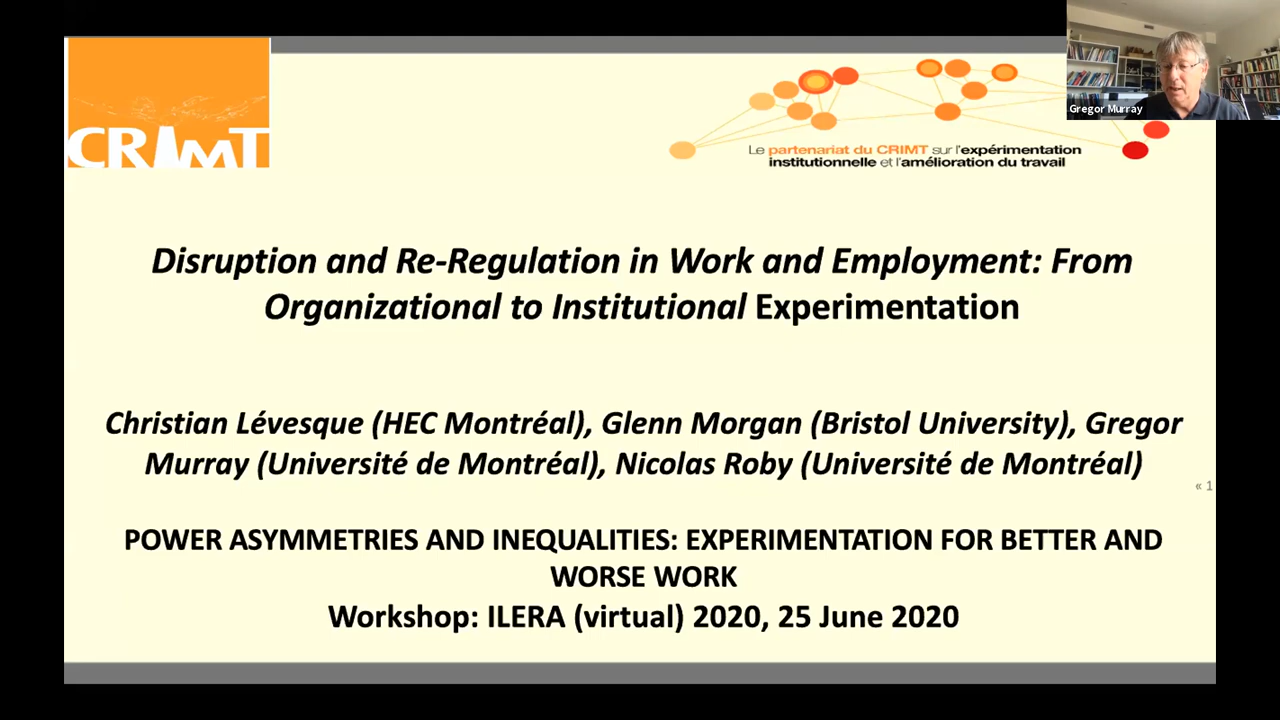 CRIMT
Gregor Murray
Le partenariat du CRIMT sur l'expérimentation
institutionnelle et l'amélioration du travail
Disruption and Re-Regulation in Work and Employment: From
Organizational to Institutional Experimentation
Christian Lévesque (HEC Montréal), Glenn Morgan (Bristol University), Gregor
Murray (Université de Montréal), Nicolas Roby (Université de Montréal)
« 1
POWER ASYMMETRIES AND INEQUALITIES: EXPERIMENTATION FOR BETTER AND
WORSE WORK
Workshop: ILERA (virtual) 2020, 25 June 2020